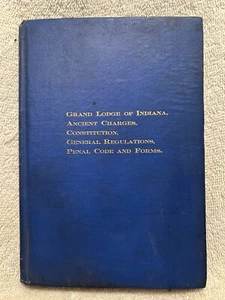 Grand Lodge of Indiana.
Ancient Charges,
Constitution,
General Regulations,
Penal Code and Forms.